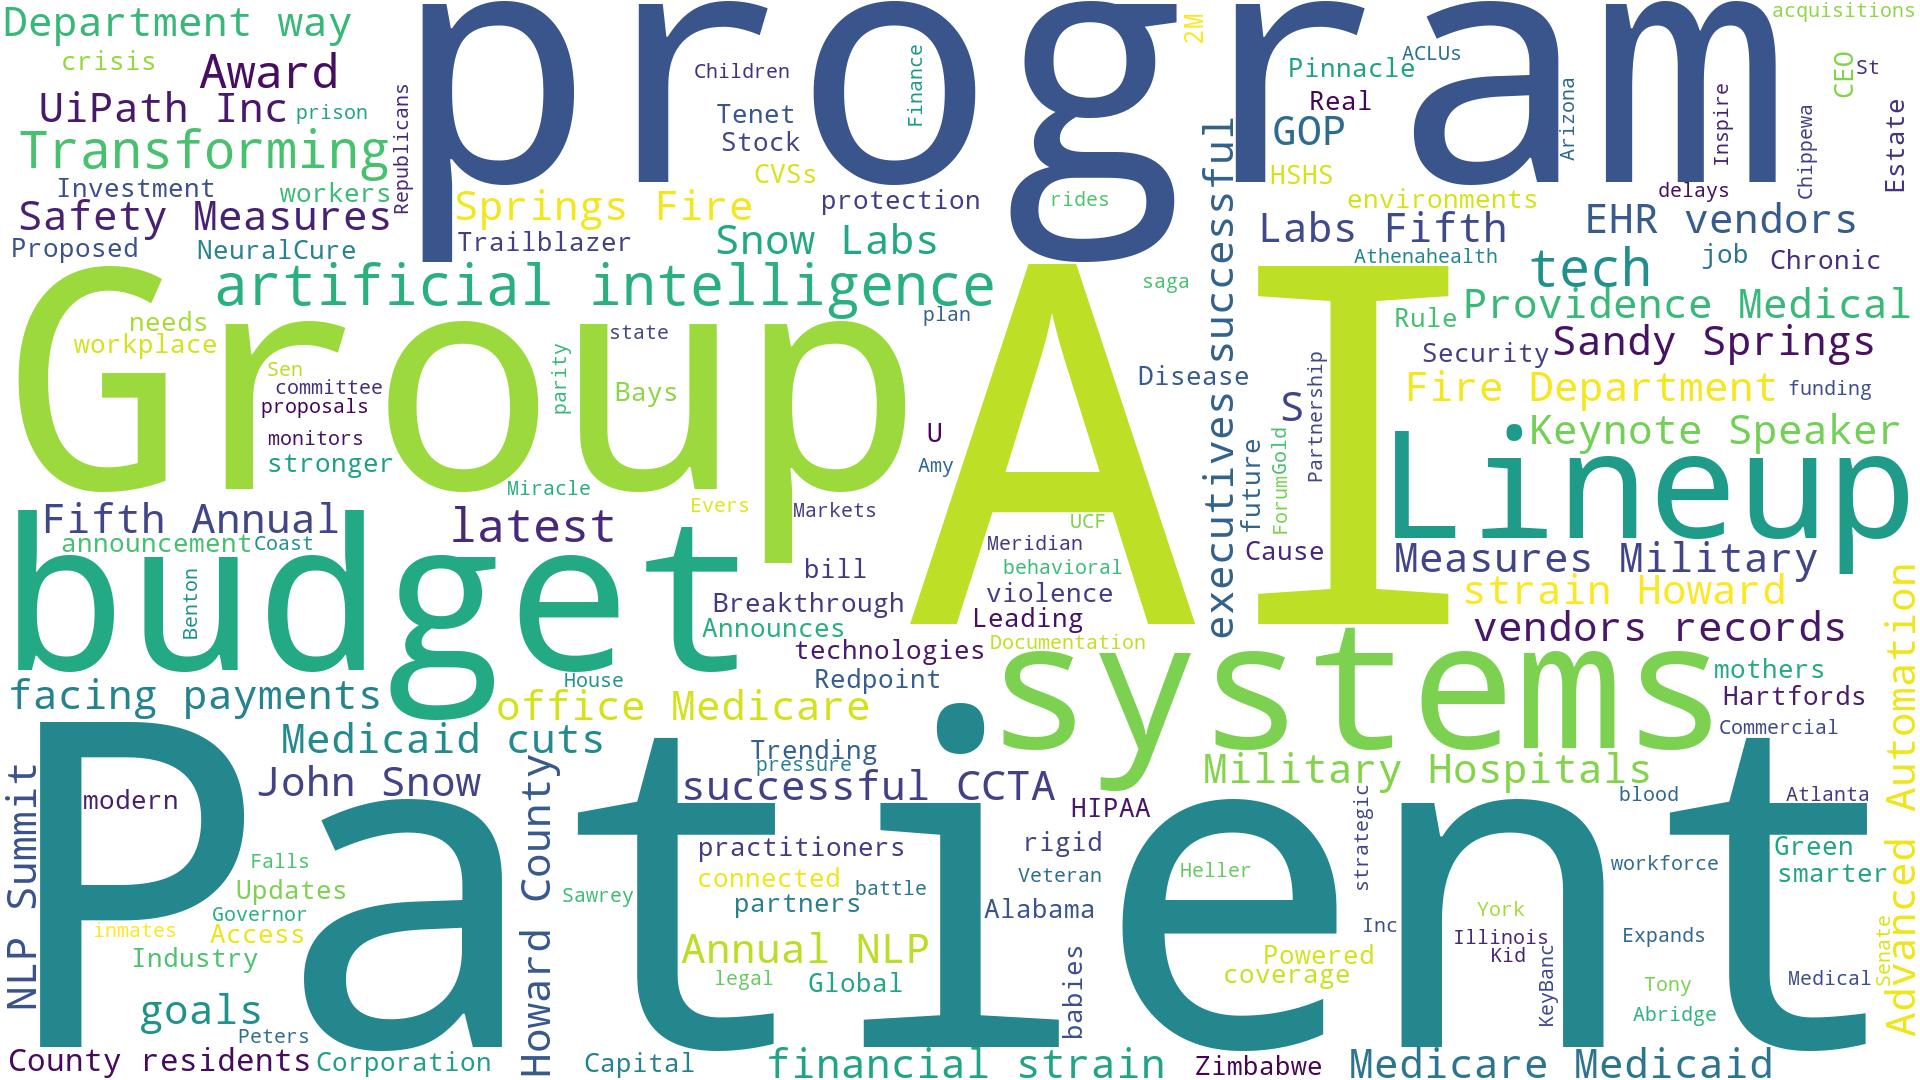 Department way
program
2M
acquisitions
crisis
Award
Children
Finance
Pinnacle
ACLUs
CEO
St
UiPath Inc
prison
Republicans
Tenet
Real
Arizona
Inspire
Chippewa
Estate
Transforming
Stock
GOP
Investment
workers
CVSs
HSHS
delays
Safety Measures
Springs Fire
protection
rides
environments
EHR vendors
Proposed
NeuralCure
Trailblazer
Snow Labs
executives
successful
Labs Fifth
Athenahealth
tech
job
Chronic
artificial intelligence
saga
Group
AI
Providence Medical
needs
workplace
state
plan
Rule
Security
Sandy Springs
Sen
committee
proposals
parity
Bays
Disease
S
Partnership
Fire Department
funding
monitors
stronger
U
Amy
future
ForumGold
Keynote Speaker
Lineup
Miracle
Evers
Markets
UCF
Fifth Annual
latest
announcement
Coast
Meridian
Cause
Measures Military
budget
bill
behavioral
Benton
Breakthrough
violence
strain Howard
Announces
Leading
vendors records
technologies
Documentation
systems
Advanced Automation
facing payments
House
Redpoint
mothers
office Medicare
Hartfords
Medicaid cuts
Trending
pressure
Commercial
Patient
John Snow
Howard County
successful CCTA
Military Hospitals
NLP Summit
modern
HIPAA
strategic
blood
Atlanta
practitioners
rigid
Green
Falls
Updates
connected
battle
Veteran
Heller
workforce
smarter
Governor
Sawrey
partners
Alabama
York
inmates
Access
Inc
Illinois
Expands
Senate
Industry
Annual NLP
babies
Powered
Kid
KeyBanc
goals
legal
Global
coverage
Tony
Medical
Abridge
Peters
County residents
Corporation
Capital
financial strain
Zimbabwe
Medicare Medicaid